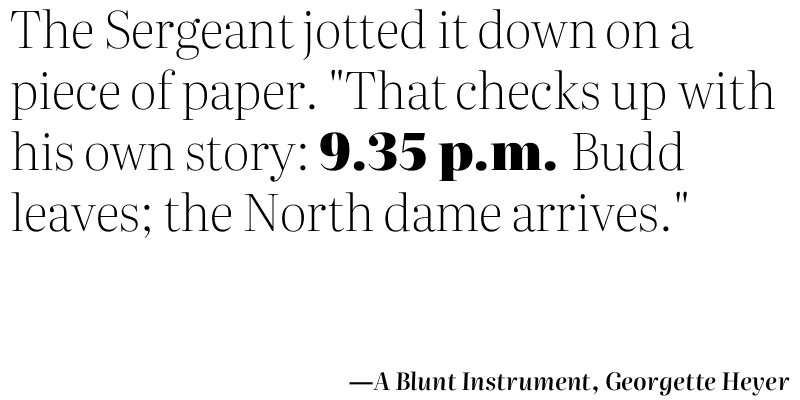 The Sergeant jotted it down on a
piece of paper. "That checks up with
his own story: 9.35 p.m. Budd
leaves; the North dame arrives."
—A Blunt Instrument, Georgette Heyer